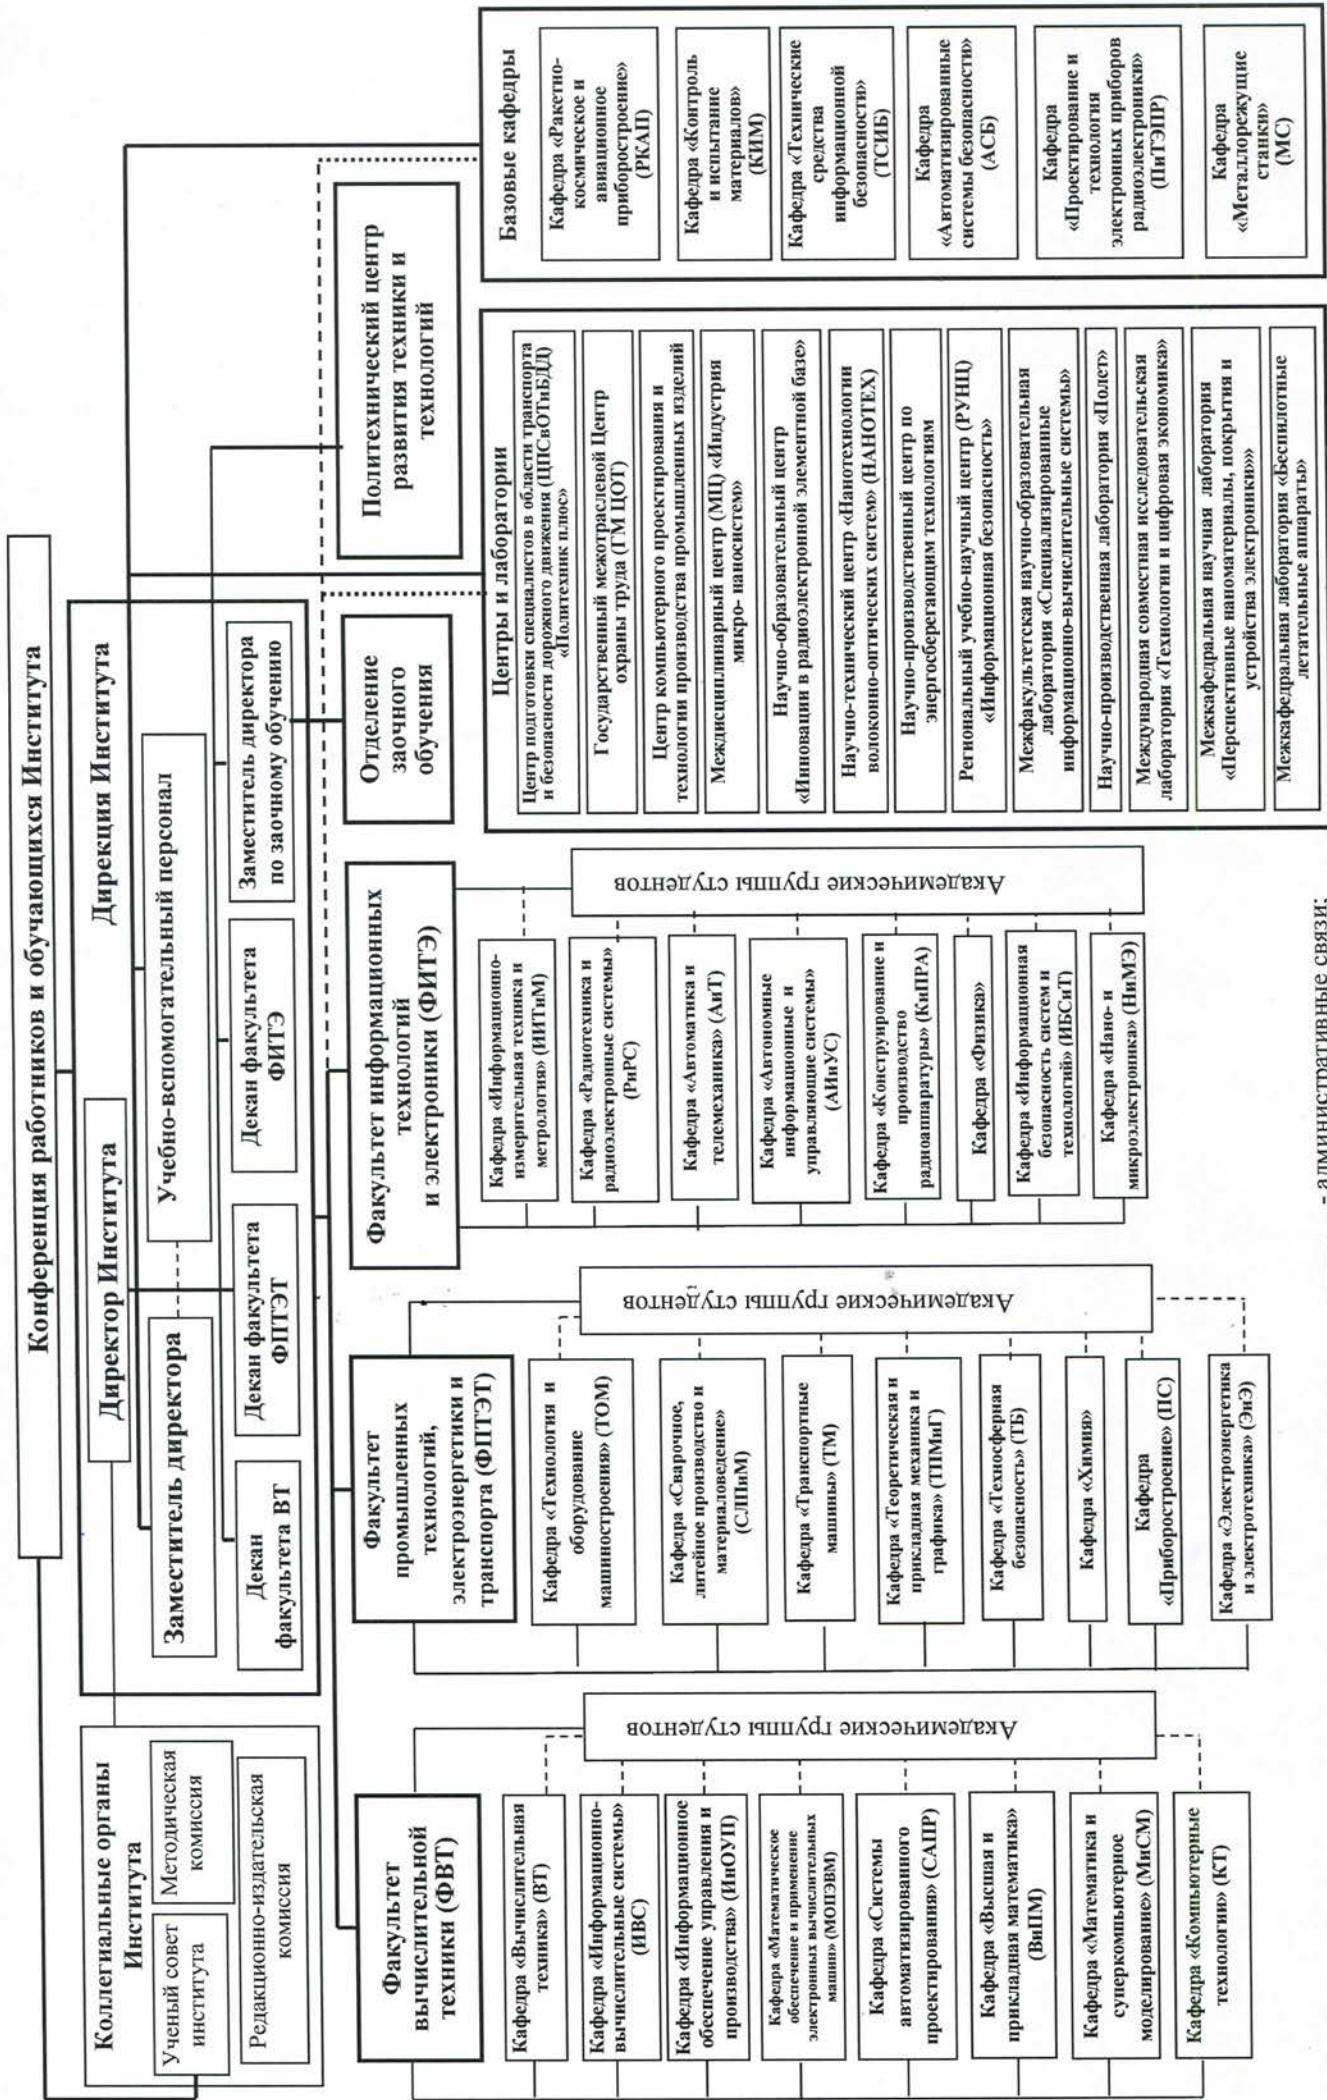 Конференция работников и обучающихся Института
Коллегиальные органы
Института
Ученый совет
института
Методическая
комиссия
Редакционно-издательская
комиссия
Директор Института
Дирекция Института
Заместитель директора
Учебно-вспомогательный персонал
Декан
факультета ВТ
Декан факультета
ФПТЭТ
Декан факультета
ФИТЭ
Заместитель директора
по заочному обучению
Факультет
вычислительной
техники (ФВТ)
Кафедра «Вычислительная
техника» (ВТ)
Кафедра «Информационно-
вычислительные системы»
(ИВС)
Кафедра «Информационное
обеспечение управления и
производства» (ИнОУП)
Кафедра «Математическое
обеспечение и применение
электронных вычислительных
машин» (МОПЭВМ)
Кафедра «Системы
автоматизированного
проектирования» (САПР)
Кафедра «Высшая и
прикладная математика»
(ВиПМ)
Кафедра «Математика и
суперкомпьютерное
моделирование» (МиСМ)
Кафедра «Компьютерные
технологии» (КТ)
Академические группы студентов
Факультет
промышленных
технологий,
электроэнергетики и
транспорта (ФПТЭТ)
Кафедра «Технология и
оборудование
машиностроения» (ТОМ)
Кафедра «Сварочное,
литейное производство и
материаловедение»
(СЛПиМ)
Кафедра «Транспортные
машины» (ТМ)
Кафедра «Теоретическая и
прикладная механика и
графика» (ТПМиГ)
Кафедра «Техносферная
безопасность» (ТБ)
Кафедра «Химия»
Кафедра
«Приборостроение» (ПС)
Кафедра «Электроэнергетика
и электротехника» (ЭиЭ)
Академические группы студентов
Факультет информационных
технологий
и электроники (ФИТЭ)
Кафедра «Информационно-
измерительная техника и
метрология» (ИИТиМ)
Кафедра «Радиотехника и
радиоэлектронные системы»
(РиРС)
Кафедра «Автоматика и
телемеханика» (АиТ)
Кафедра «Автономные
информационные и
управляющие системы»
(АИиУС)
Кафедра «Конструирование и
производство
радиоаппаратуры» (КиПРА)
Кафедра «Физика»
Кафедра «Информационная
безопасность систем и
технологий» (ИБСиТ)
Кафедра «Нано- и
микроэлектроника» (НиМЭ)
Академические группы студентов
Отделение
заочного
обучения
Политехнический центр
развития техники и
технологий
Центры и лаборатории
Центр подготовки специалистов в области транспорта
и безопасности дорожного движения (ЦПСвОТиБДД)
«Политехник плюс»
Государственный межотраслевой Центр
охраны труда (ГМ ЦОТ)
Центр компьютерного проектирования и
технологии производства промышленных изделий
Междисциплинарный центр (МЦ) «Индустрия
микро- наносистем»
Научно-образовательный центр
«Инновации в радиоэлектронной элементной базе»
Научно-технический центр «Нанотехнологии
волоконно-оптических систем» (НАНОТЕХ)
Научно-производственный центр по
энергосберегающим технологиям
Региональный учебно-научный центр (РУНЦ)
«Информационная безопасность»
Межфакультетская научно-образовательная
лаборатория «Специализированные
информационно-вычислительные системы»
Научно-производственная лаборатория «Полет»
Международная совместная исследовательская
лаборатория «Технологии и цифровая экономика»
Межкафедральная научная лаборатория
«Перспективные наноматериалы, покрытия и
устройства электроники»»
Межкафедральная лаборатория «Беспилотные
летательные аппараты»
Базовые кафедры
Кафедра «Ракетно-
космическое и
авиационное
приборостроение»
(РКАП)
Кафедра «Контроль
и испытание
материалов»
(КИМ)
Кафедра «Технические
средства
информационной
безопасности»
(ТСИБ)
Кафедра
«Автоматизированные
системы безопасности»
(АСБ)
Кафедра
«Проектирование и
технология
электронных приборов
радиоэлектроники»
(ПиТЭПР)
Кафедра
«Металлорежущие
станки»
(МС)
- административные связи;